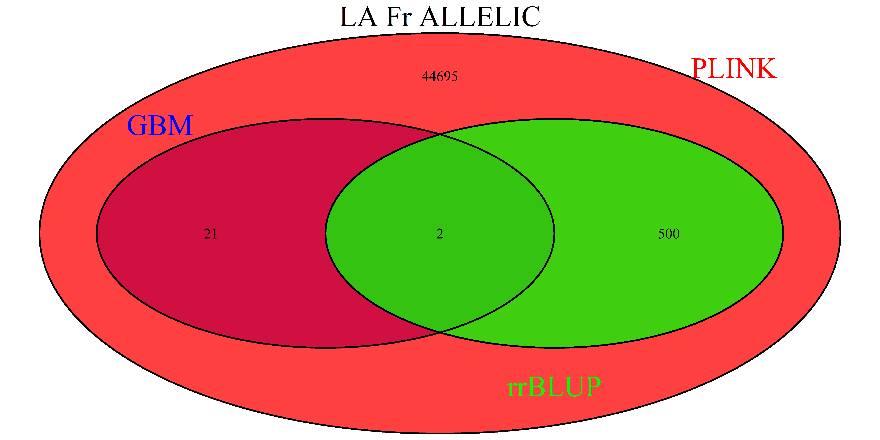 LA Fr ALLELIC
PLINK
44695
GBM
21
2
500
rrBLUP